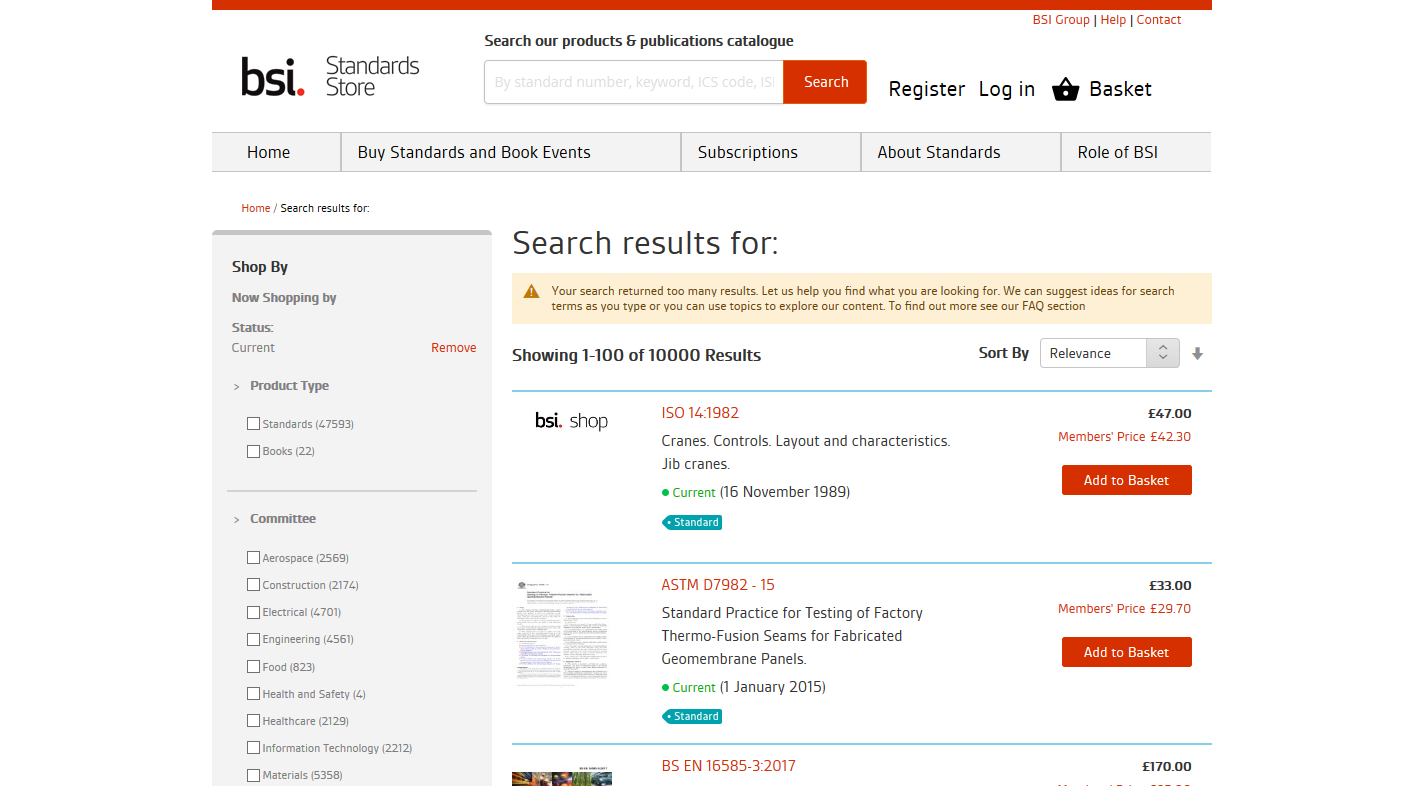 BSI Group | Help | Contact
Search our products & publications catalogue
bsi. Standards Store
By standard number, keyword, ICS code, ISI
Search
Register Log in Basket
Home
Buy Standards and Book Events
Subscriptions
About Standards
Role of BSI
Home / Search results for:
Shop By
Now Shopping by
Status:
Current
Remove
Product Type
Standards (47593)
Books (22)
Committee
Aerospace (2569)
Construction (2174)
Electrical (4701)
Engineering (4561)
Food (823)
Health and Safety (4)
Healthcare (2129)
Information Technology (2212)
Materials (5358)
Search results for:
Your search returned too many results. Let us help you find what you are looking for. We can suggest ideas for search
terms as you type or you can use topics to explore our content. To find out more see our FAQ section
Showing 1-100 of 10000 Results
Sort By
Relevance
bsi. shop
ISO 14:1982
£47.00
Members' Price £42.30
Cranes. Controls. Layout and characteristics.
Jib cranes.
Add to Basket
Current (16 November 1989)
Standard
ASTM D7982 - 15
£33.00
Members' Price £29.70
Standard Practice for Testing of Factory
Thermo-Fusion Seams for Fabricated
Geomembrane Panels.
Add to Basket
Current (1 January 2015)
Standard
BS EN 16585-3:2017
£170.00